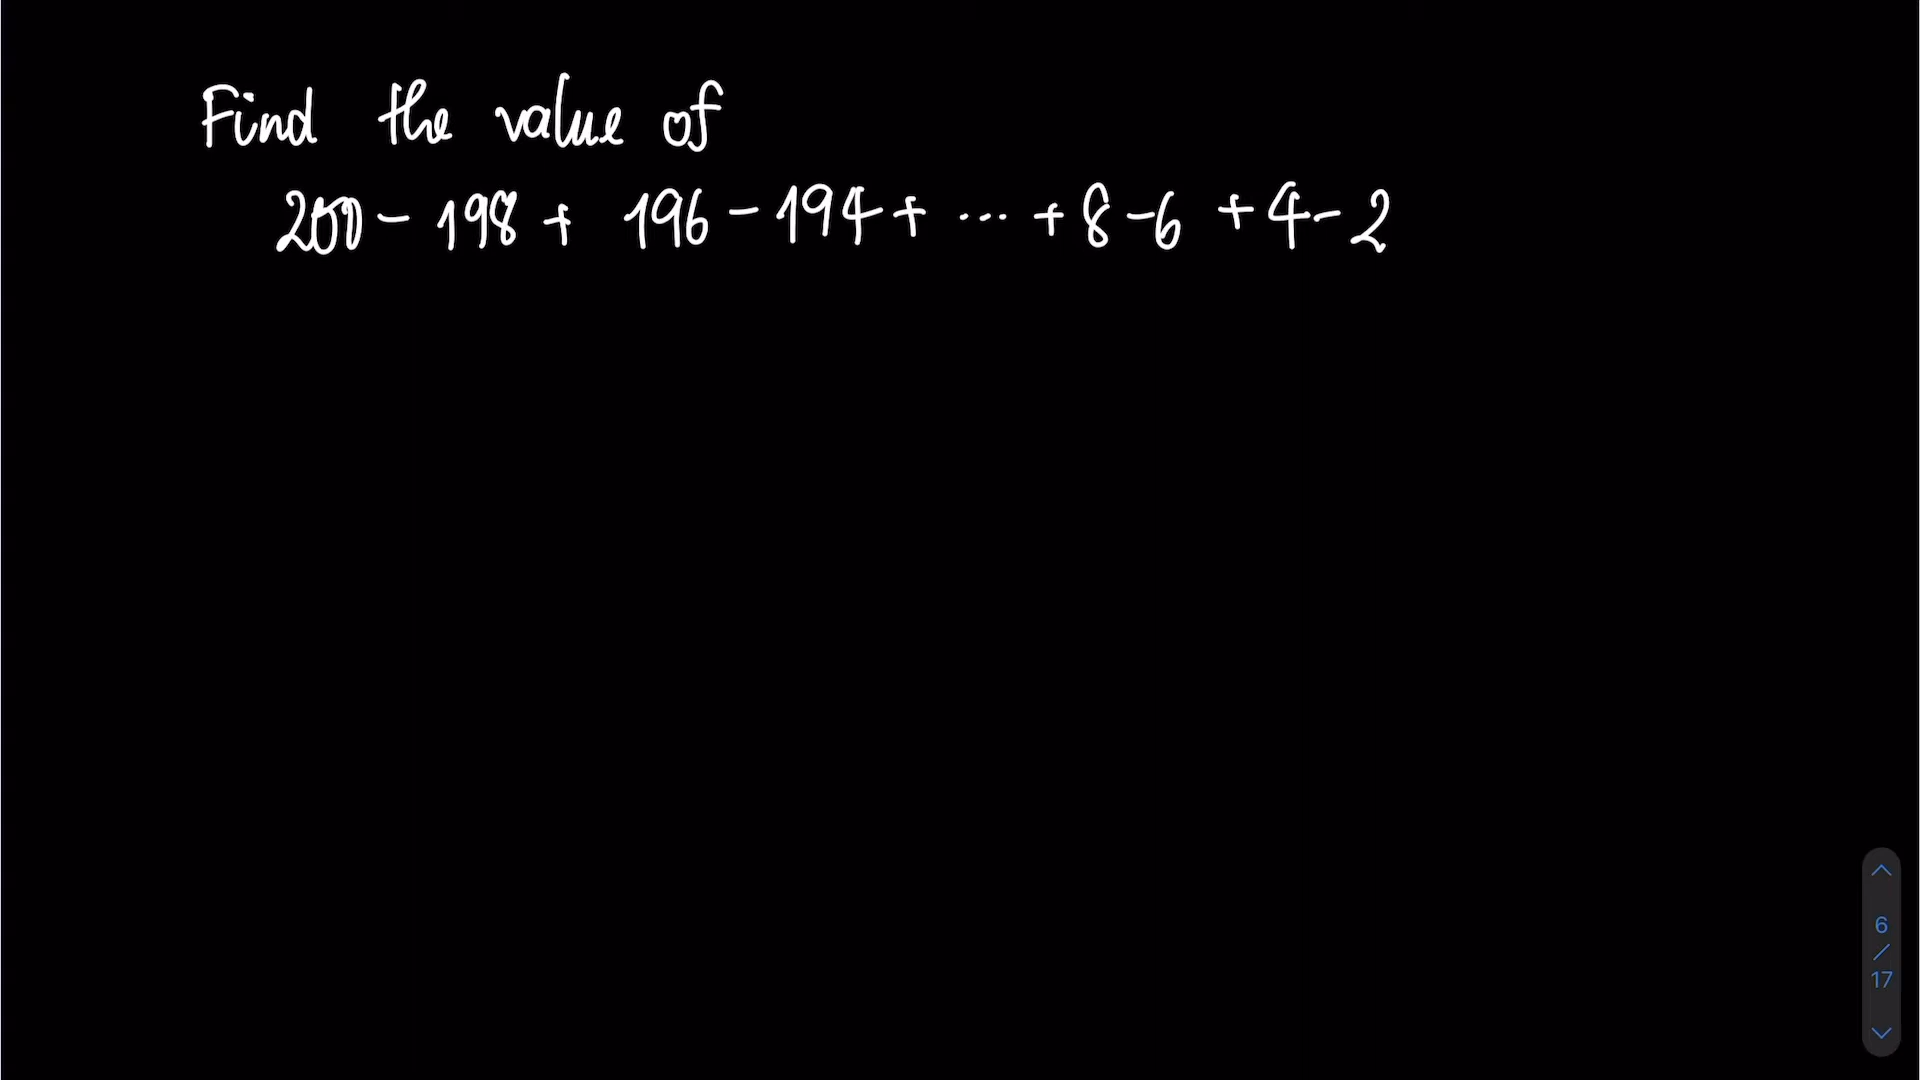 Find the value of
200 - 198 + 196 - 194 + ... + 8 - 6 + 4 - 2
6
/
17